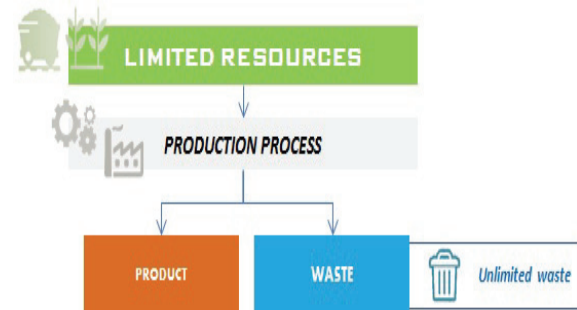 LIMITED RESOURCES
PRODUCTION PROCESS
PRODUCT
WASTE
Unlimited waste